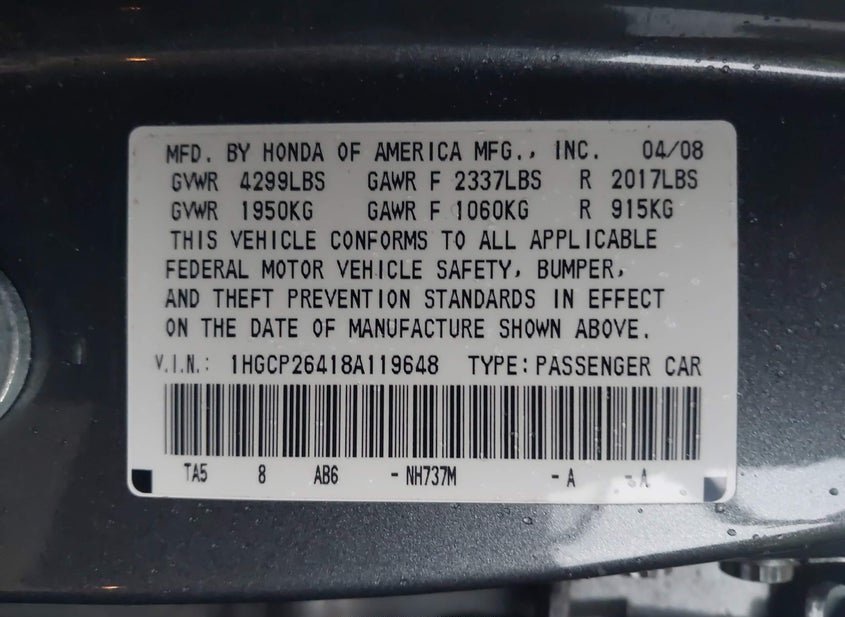 MFD. BY HONDA OF AMERICA MFG., INC. 04/08
GVWR 4299LBS GAWR F 2337LBS R 2017LBS
GVWR 1950KG GAWR F 1060KG R 915KG
THIS VEHICLE CONFORMS TO ALL APPLICABLE
FEDERAL MOTOR VEHICLE SAFETY, BUMPER,
AND THEFT PREVENTION STANDARDS IN EFFECT
ON THE DATE OF MANUFACTURE SHOWN ABOVE.
V.I.N.: 1HGCP26418A119648 TYPE: PASSENGER CAR
TA5 8 AB6 - NH737M - A - A